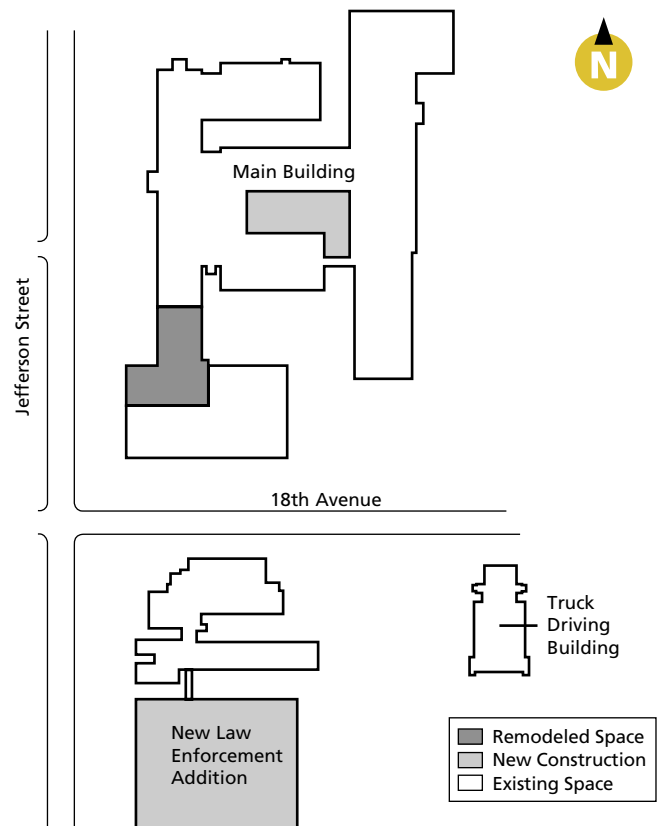 N
Main Building
Jefferson Street
18th Avenue
Truck
Driving
Building
New Law
Enforcement
Addition
Remodeled Space
New Construction
Existing Space